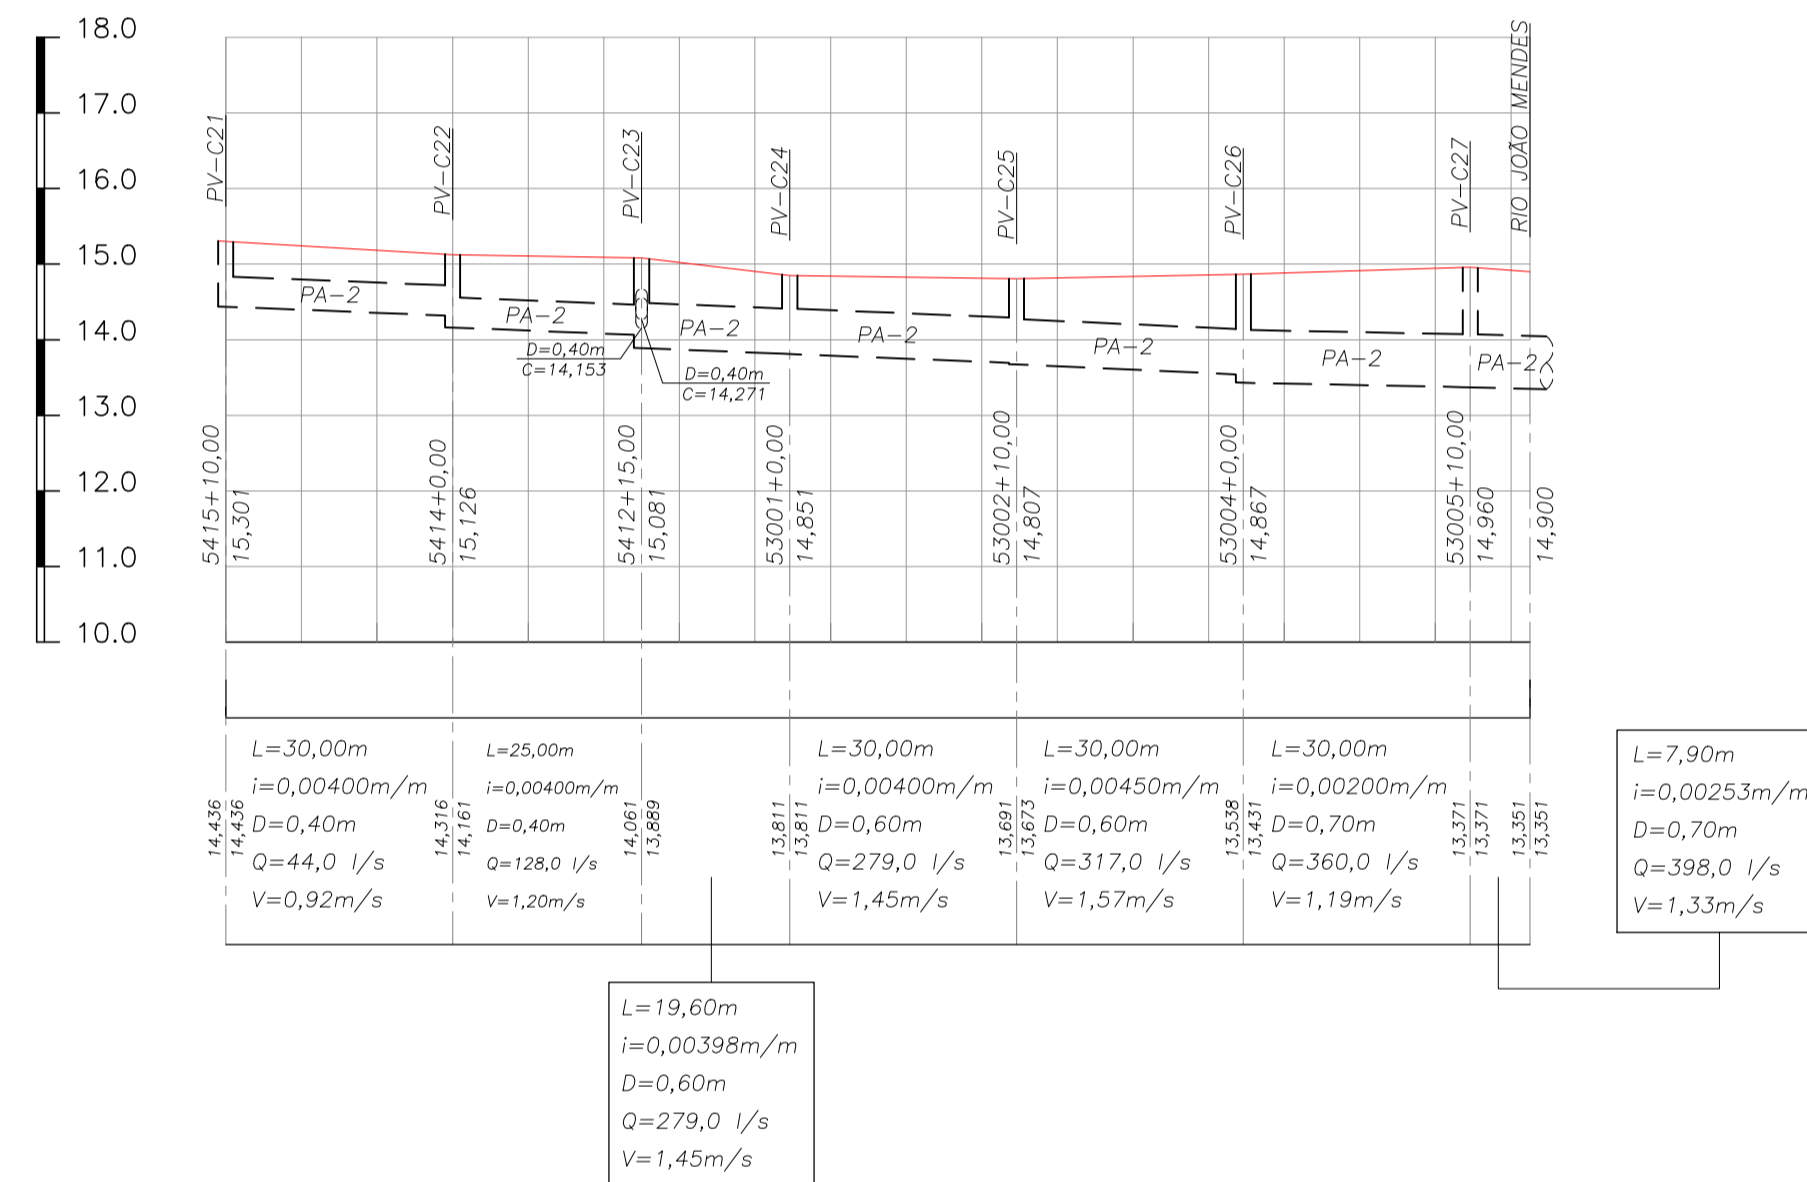 18.0
17.0
16.0
15.0
14.0
13.0
12.0
11.0
10.0
PV-C21
PV-C22
PV-C23
PV-C24
PV-C25
PV-C26
PV-C27
RIO JOÃO MENDES
PA-2
PA-2
PA-2
PA-2
PA-2
PA-2
PA-2
D=0,40m
C=14,153
D=0,40m
C=14,271
5415+10,00
15,301
5414+0,00
15,126
5412+15,00
15,081
53001+0,00
14,851
53002+10,00
14,807
53004+0,00
14,867
53005+10,00
14,960
14,900
14,436
14,436
L=30,00m
i=0,00400m/m
D=0,40m
Q=44,0 l/s
V=0,92m/s
14,316
14,161
L=25,00m
i=0,00400m/m
D=0,40m
Q=128,0 l/s
V=1,20m/s
14,061
13,889
13,811
13,811
L=30,00m
i=0,00400m/m
D=0,60m
Q=279,0 l/s
V=1,45m/s
13,691
13,673
L=30,00m
i=0,00450m/m
D=0,60m
Q=317,0 l/s
V=1,57m/s
13,538
13,431
L=30,00m
i=0,00200m/m
D=0,70m
Q=360,0 l/s
V=1,19m/s
13,371
13,371
13,351
13,351
L=7,90m
i=0,00253m/m
D=0,70m
Q=398,0 l/s
V=1,33m/s
L=19,60m
i=0,00398m/m
D=0,60m
Q=279,0 l/s
V=1,45m/s